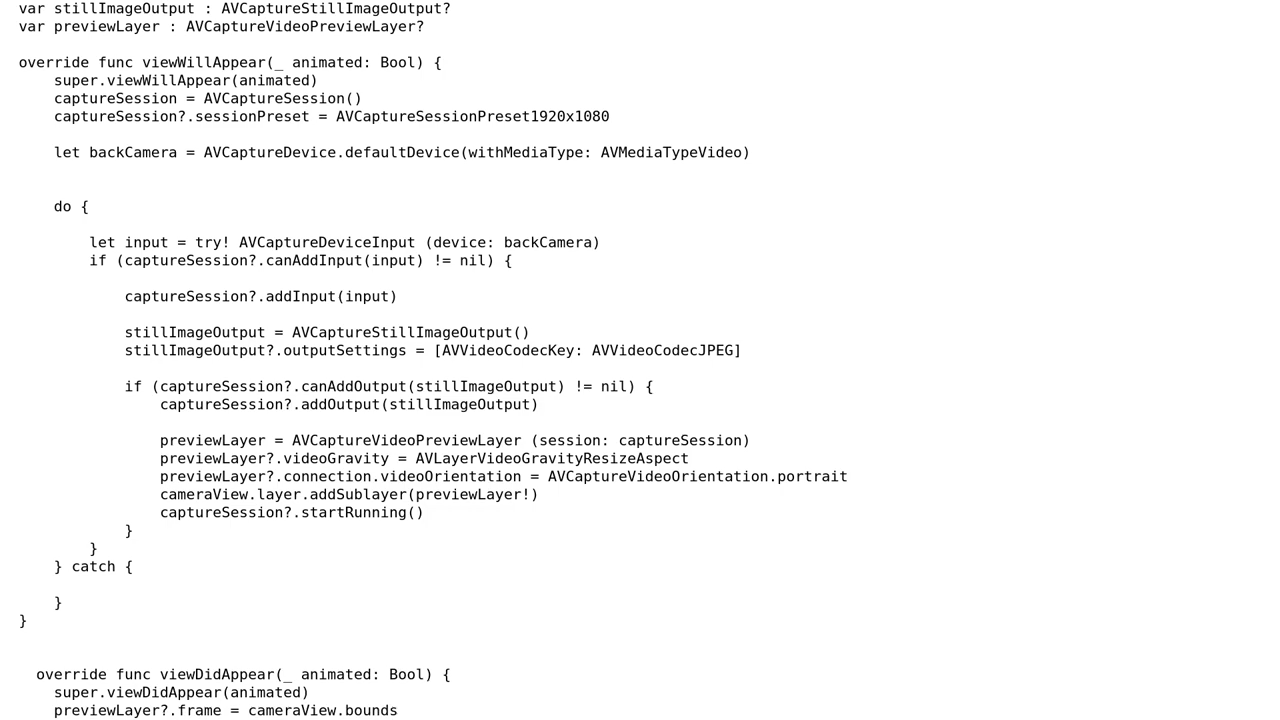 var stillImageOutput : AVCaptureStillImageOutput?
var previewLayer : AVCaptureVideoPreviewLayer?
override func viewWillAppear(_ animated: Bool) {
super.viewWillAppear(animated)
captureSession = AVCaptureSession()
captureSession?.sessionPreset = AVCaptureSessionPreset1920x1080
let backCamera = AVCaptureDevice.defaultDevice(withMediaType: AVMediaTypeVideo)
do {
let input = try! AVCaptureDeviceInput (device: backCamera)
if (captureSession?.canAddInput(input) != nil) {
captureSession?.addInput(input)
stillImageOutput = AVCaptureStillImageOutput()
stillImageOutput?.outputSettings = [AVVideoCodecKey: AVVideoCodecJPEG]
if (captureSession?.canAddOutput(stillImageOutput) != nil) {
captureSession?.addOutput(stillImageOutput)
previewLayer = AVCaptureVideoPreviewLayer (session: captureSession)
previewLayer?.videoGravity = AVLayerVideoGravityResizeAspect
previewLayer?.connection.videoOrientation = AVCaptureVideoOrientation.portrait
cameraView.layer.addSublayer(previewLayer!)
captureSession?.startRunning()
}
}
} catch {
}
}
override func viewDidAppear(_ animated: Bool) {
super.viewDidAppear(animated)
previewLayer?.frame = cameraView.bounds